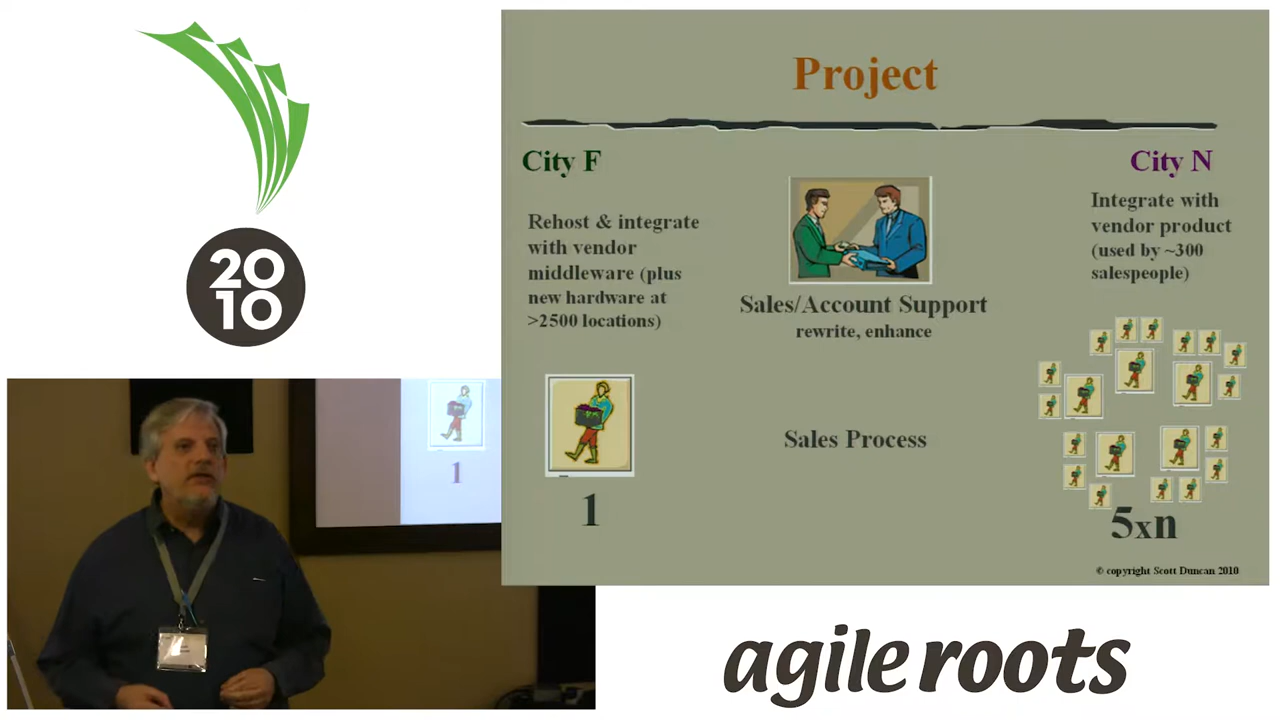 20
10
Project
City F
Rehost & integrate
with vendor
middleware (plus
new hardware at
>2500 locations)
1
Sales/Account Support
rewrite, enhance
Sales Process
City N
Integrate with
vendor product
(used by ~300
salespeople)
5xn
© copyright Scott Duncan 2010
1
agile roots